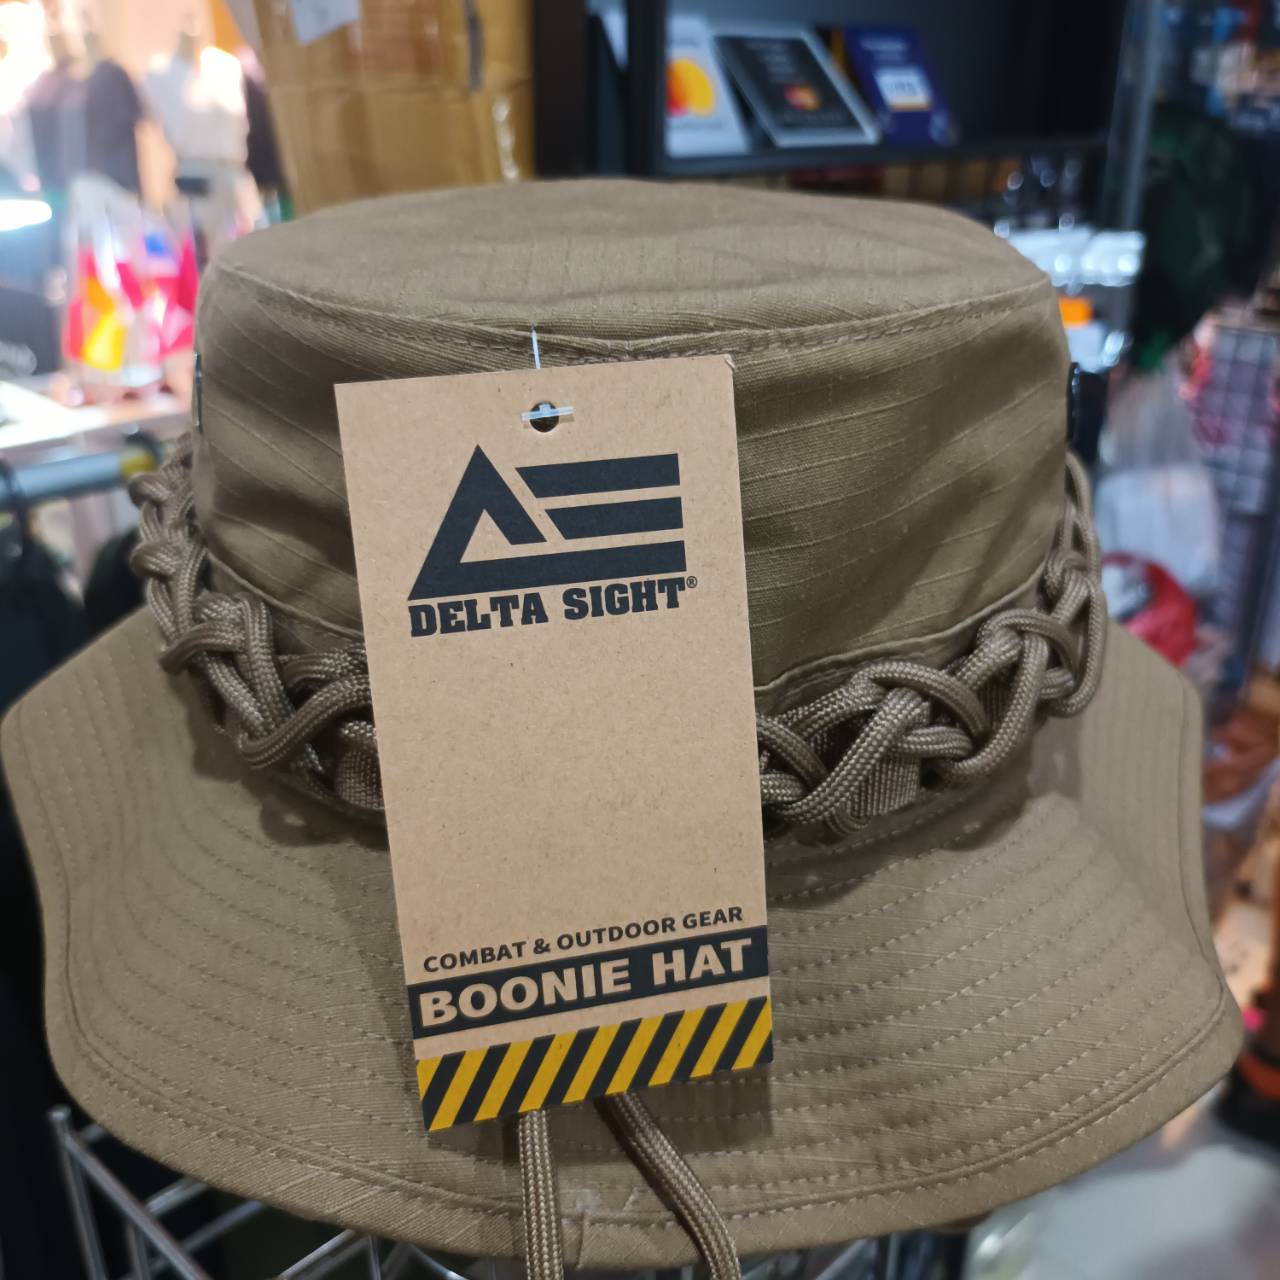 DELTA SIGHT®
COMBAT & OUTDOOR GEAR
BOONIE HAT